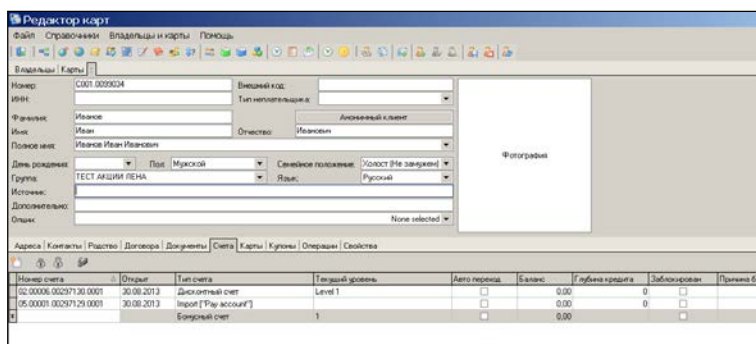 Редактор карт
Файл Справочники Владельцы и карты Помощь
Владельцы Карты
Номер: C001.0099034 Внешний код:
ИНН: Тип неплательщика:
Фамилия: Иванов Анонимный клиент
Имя: Иван Отчество: Иванович
Полное имя: Иванов Иван Иванович
Фотография
День рождения: Пол: Мужской Семейное положение: Холост (Не замужем)
Группа: ТЕСТ АКЦИИ ЛЕНА Язык: Русский
Источник:
Дополнительно:
Опции: None selected
Адреса Контакты Родство Договора Документы Счета Карты Купоны Операции Свойства
Номер счета Открыт Тип счета Текущий уровень Авто переход Баланс Глубина кредита Заблокирован Причина б
02.00006.00297130.0001 30.08.2013 Дисконтный счет Level 1 0,00 0
05.00001.00297129.0001 30.08.2013 Import ["Pay account"] 0,00 0
Бонусный счет 1 0,00